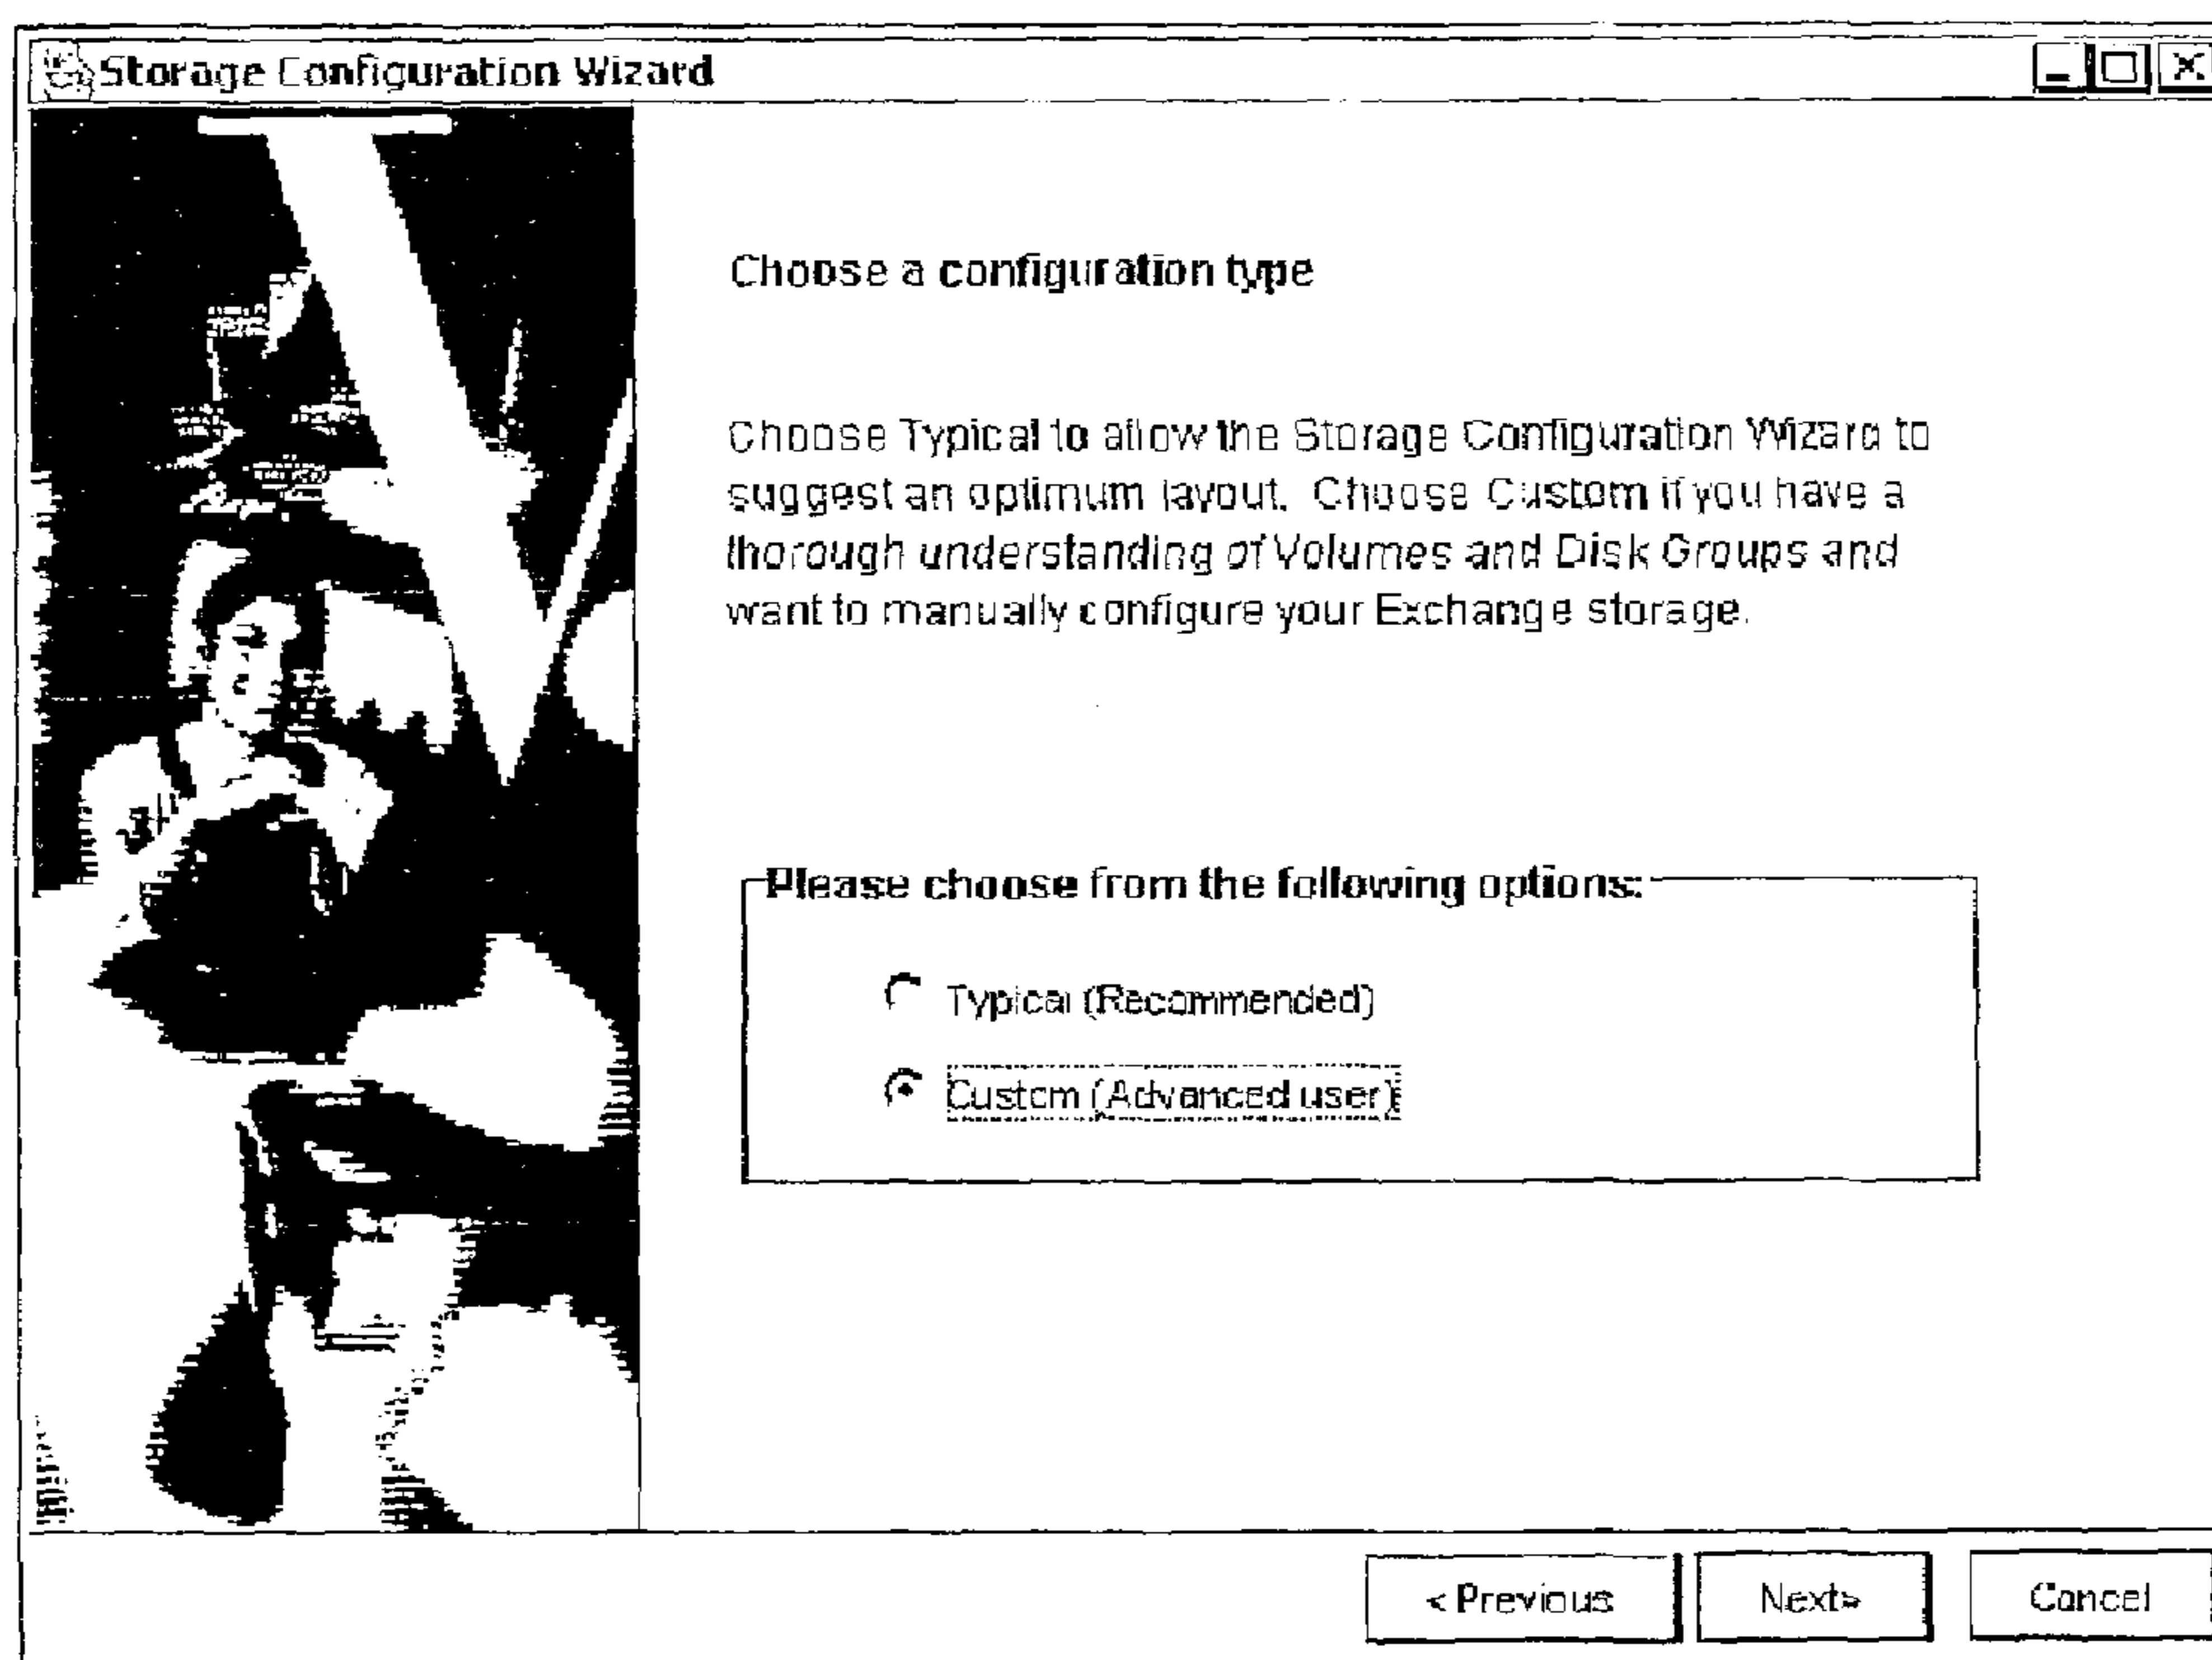 Storage Configuration Wizard
Choose a configuration type
Choose Typical to allow the Storage Configuration Wizard to
suggest an optimum layout.  Choose Custom if you have a
thorough understanding of Volumes and Disk Groups and
want to manually configure your Exchange storage.
Please choose from the following options:
Typical (Recommended)
Custom (Advanced user)
< Previous
Next>
Cancel